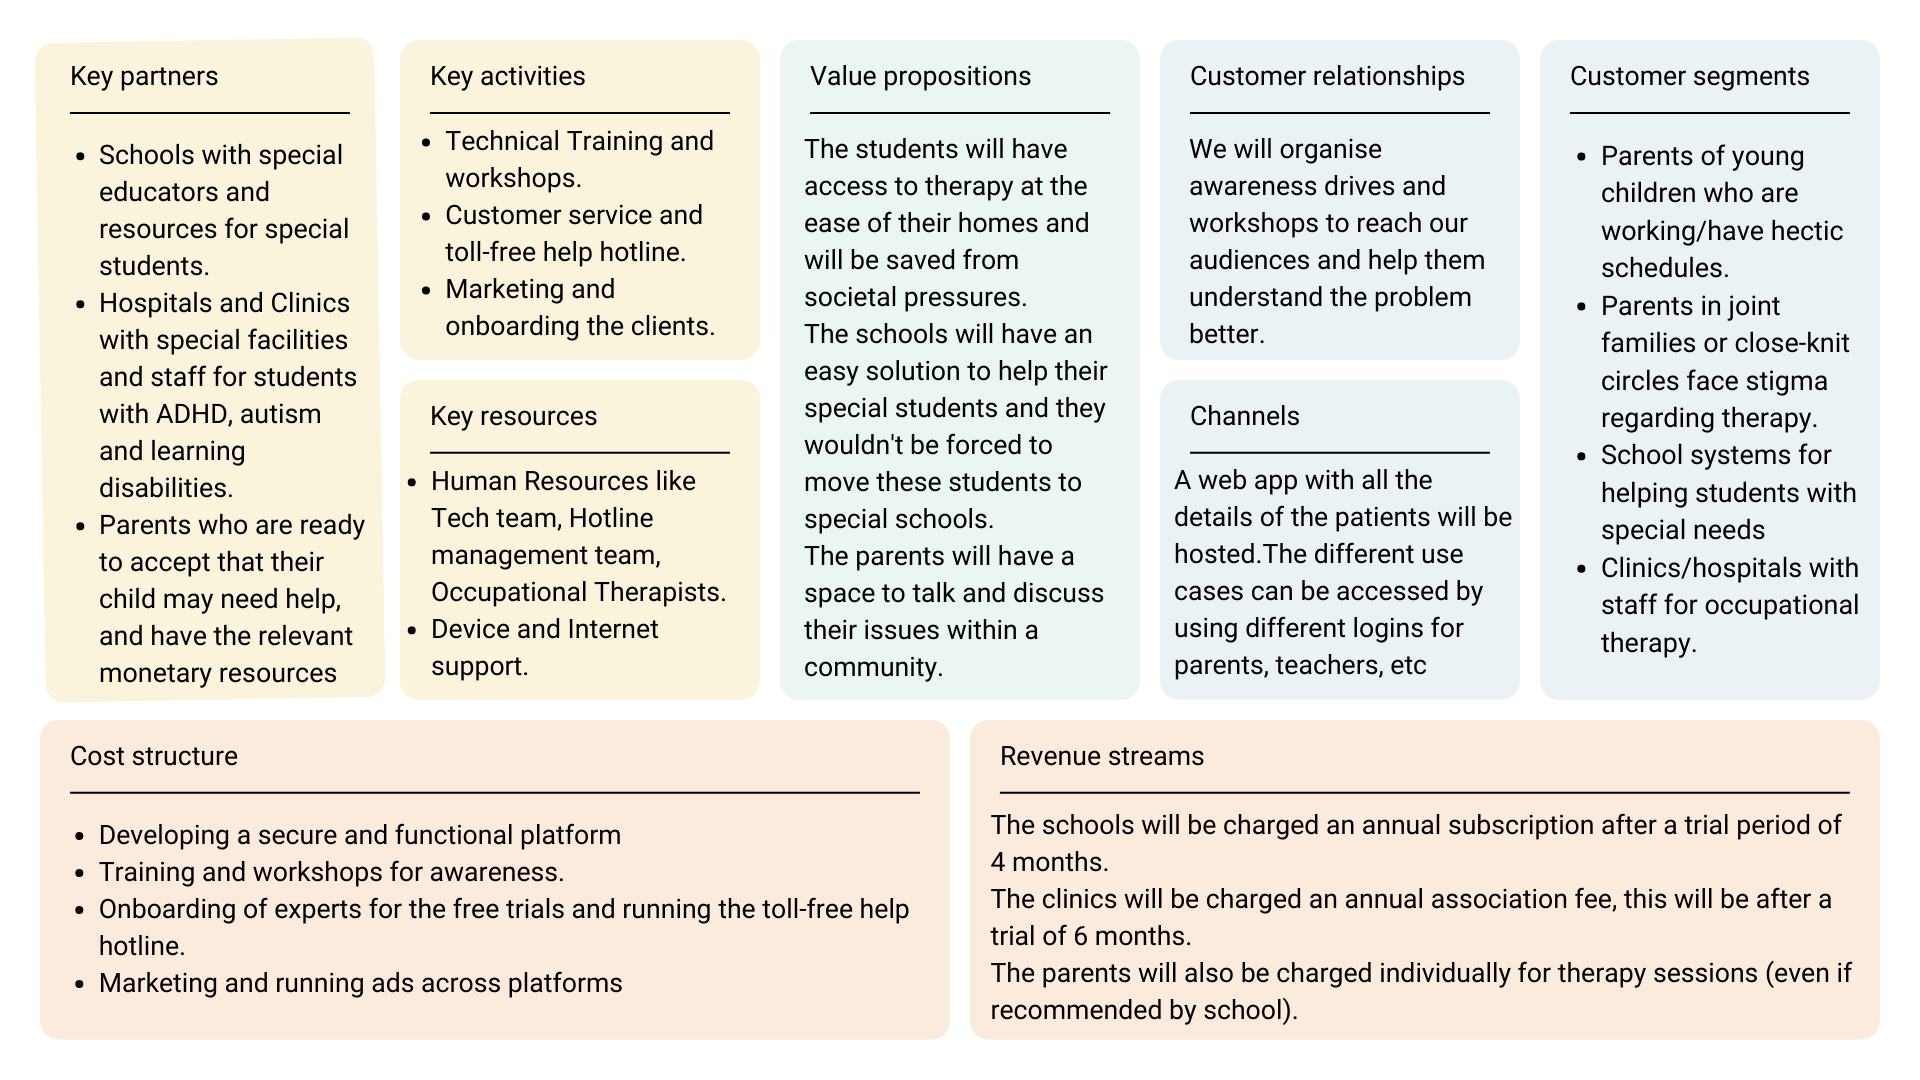 Key partners
• Schools with special
educators and
resources for special
students.
• Hospitals and Clinics
with special facilities
and staff for students
with ADHD, autism
and learning
disabilities.
• Parents who are ready
to accept that their
child may need help,
and have the relevant
monetary resources
Key activities
• Technical Training and
workshops.
• Customer service and
toll-free help hotline.
• Marketing and
onboarding the clients.
Key resources
• Human Resources like
Tech team, Hotline
management team,
Occupational Therapists.
• Device and Internet
support.
Value propositions
The students will have
access to therapy at the
ease of their homes and
will be saved from
societal pressures.
The schools will have an
easy solution to help their
special students and they
wouldn't be forced to
move these students to
special schools.
The parents will have a
space to talk and discuss
their issues within a
community.
Customer relationships
We will organise
awareness drives and
workshops to reach our
audiences and help them
understand the problem
better.
Channels
A web app with all the
details of the patients will be
hosted.The different use
cases can be accessed by
using different logins for
parents, teachers, etc
Customer segments
• Parents of young
children who are
working/have hectic
schedules.
• Parents in joint
families or close-knit
circles face stigma
regarding therapy.
• School systems for
helping students with
special needs
• Clinics/hospitals with
staff for occupational
therapy.
Cost structure
• Developing a secure and functional platform
• Training and workshops for awareness.
• Onboarding of experts for the free trials and running the toll-free help
hotline.
• Marketing and running ads across platforms
Revenue streams
The schools will be charged an annual subscription after a trial period of
4 months.
The clinics will be charged an annual association fee, this will be after a
trial of 6 months.
The parents will also be charged individually for therapy sessions (even if
recommended by school).